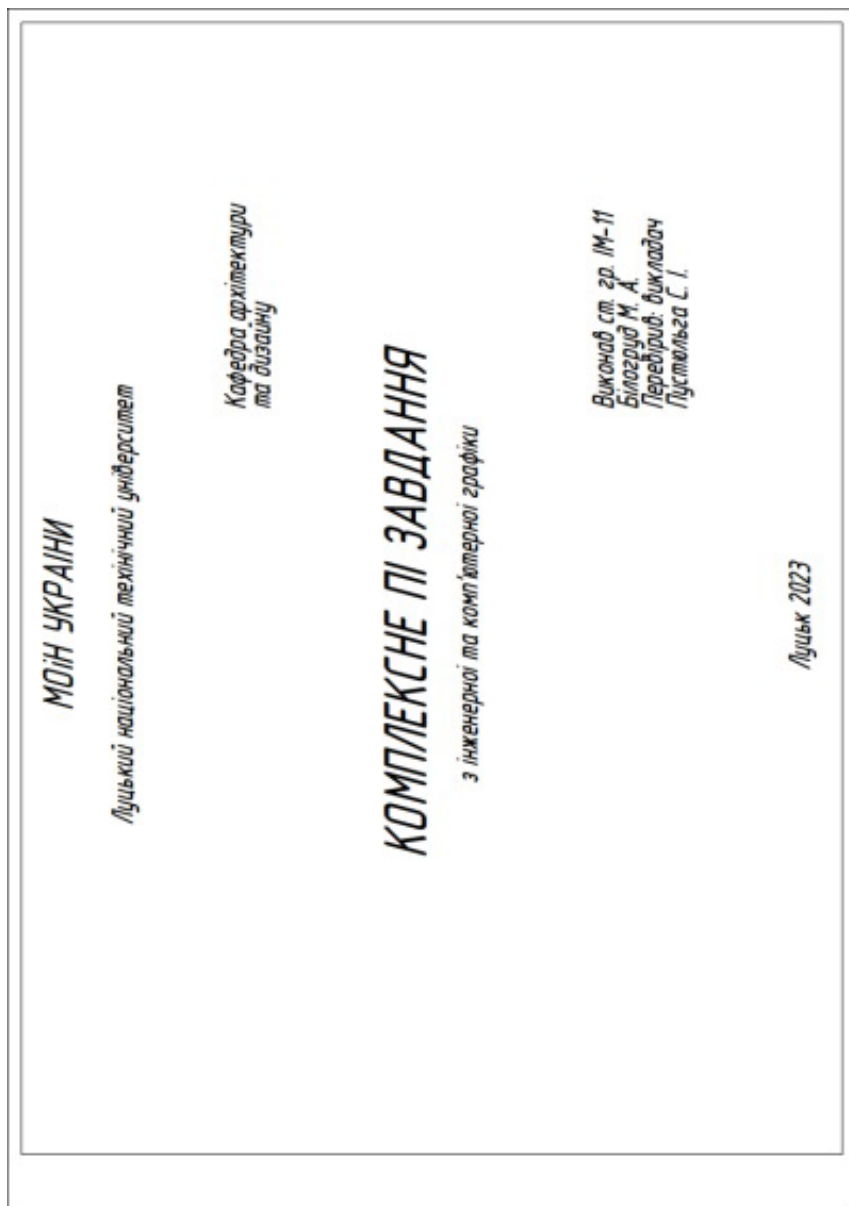 МОіН УКРАІНИ
Луцький національний технічний університет
Кафедра архітектури
та дизайну
КОМПЛЕКСНЕ ПІ ЗАВДАННЯ
з інженерної та комп'ютерної графіки
Виконав ст. гр. ІМ-11
Білогруд М. А.
Перевірив: викладач
Пустюльга С. І.
Луцьк 2023